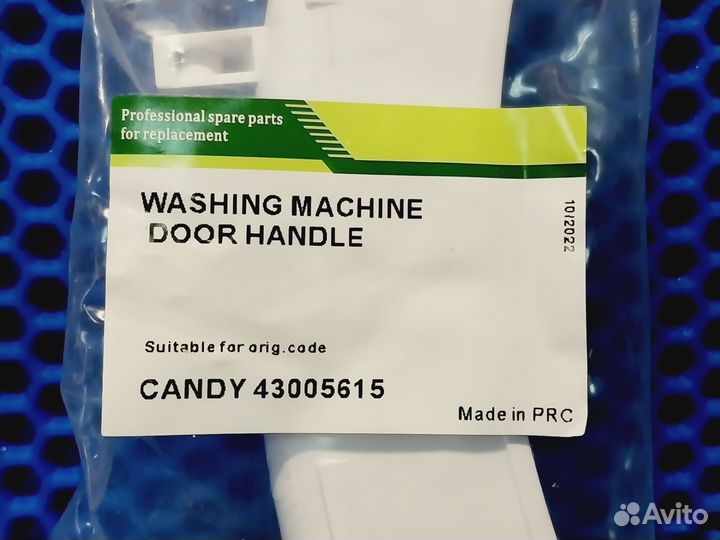 Professional spare parts
for replacement
WASHING MACHINE
DOOR HANDLE
10/2022
Suitable for orig.code
CANDY 43005615
Made in PRC
Avito